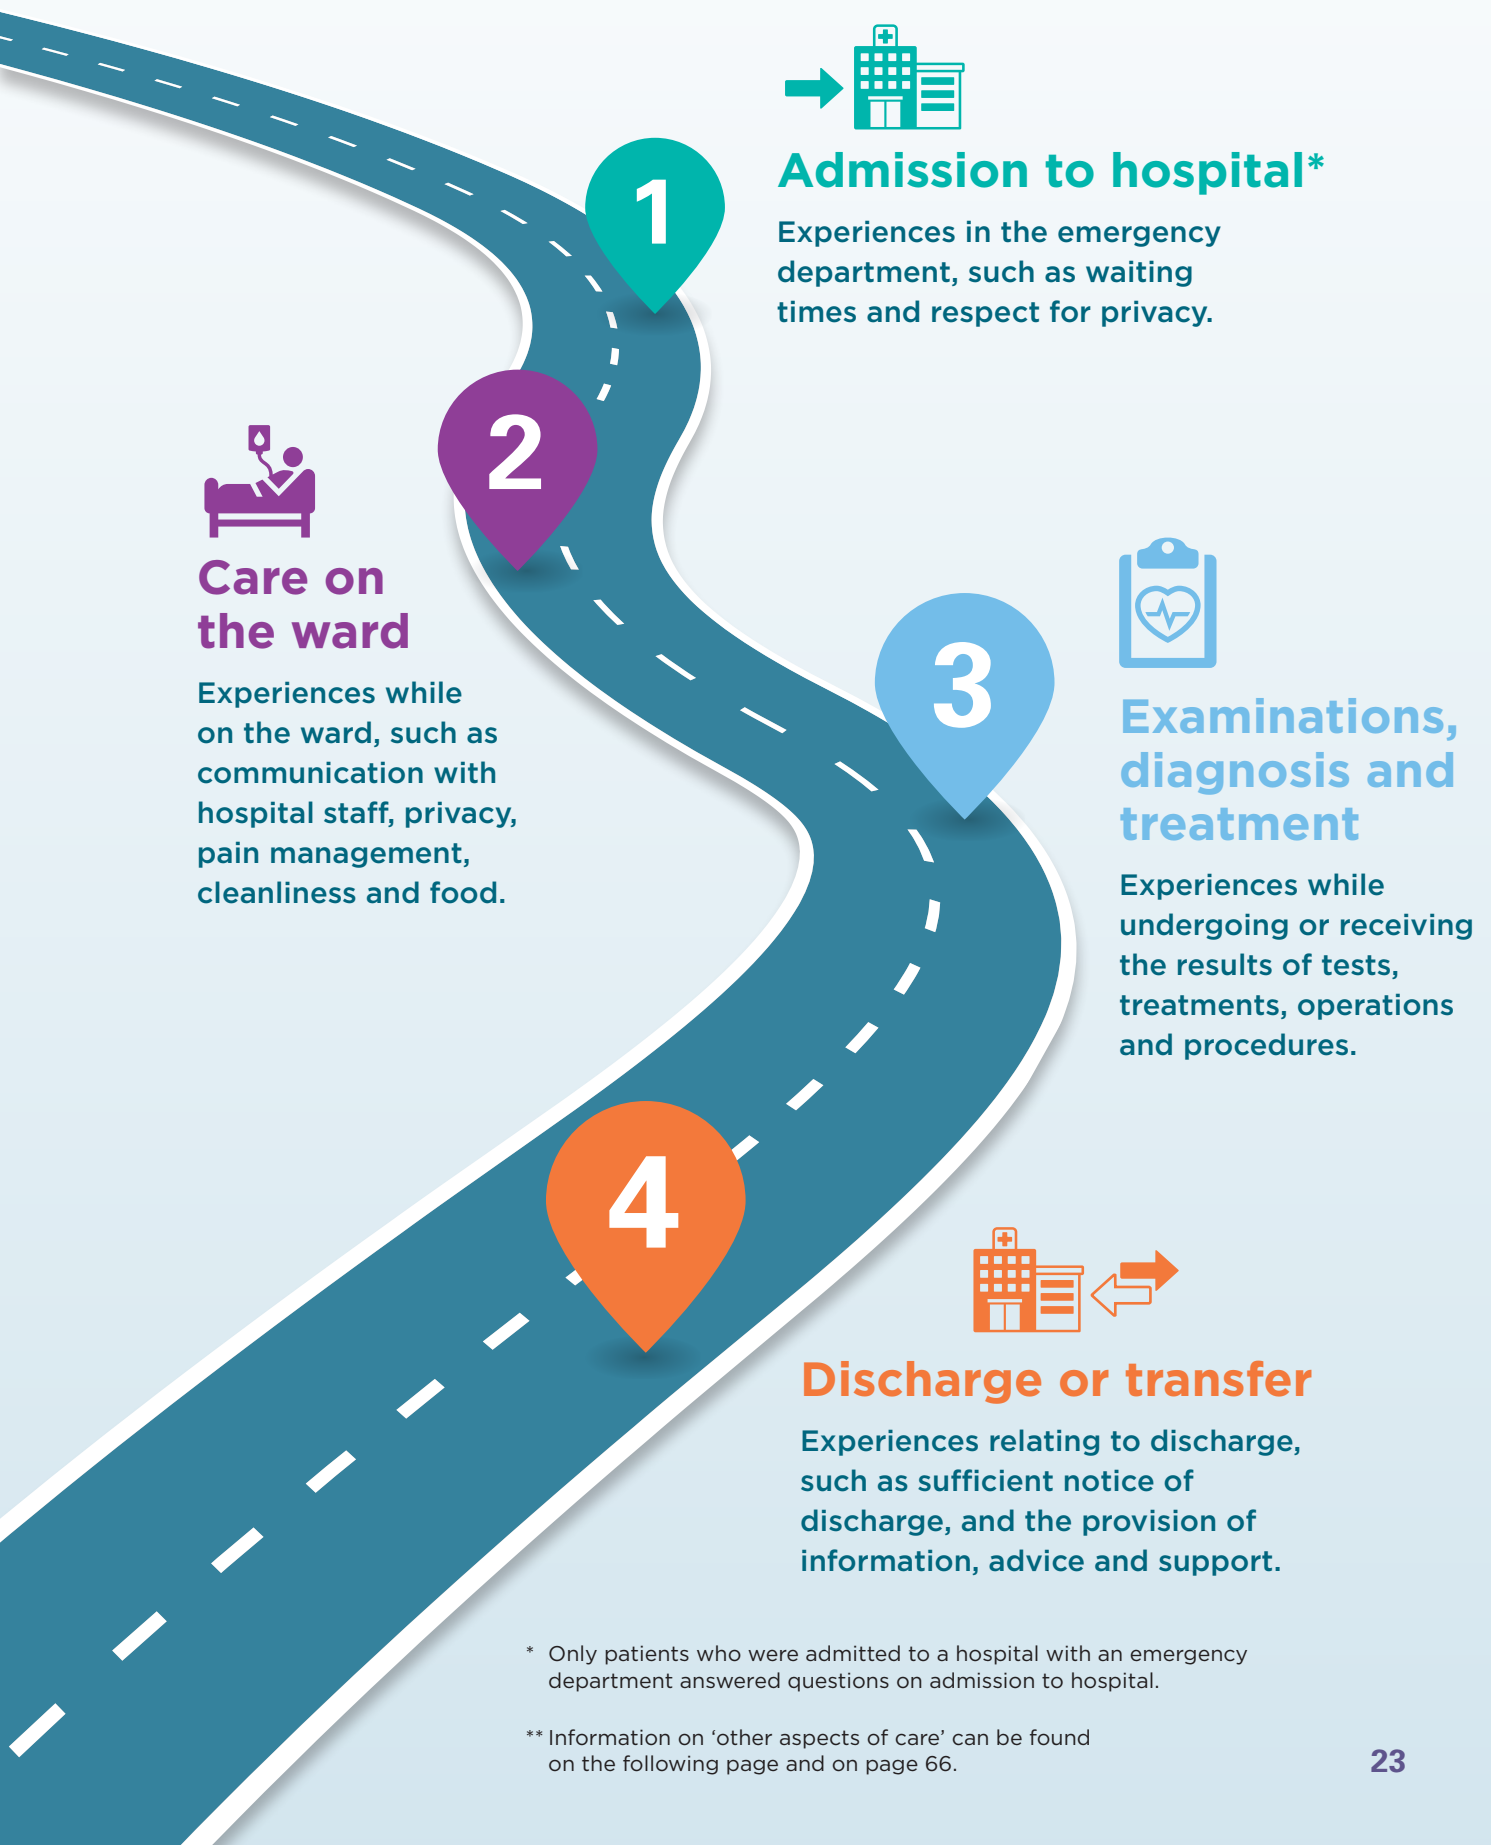 1
Admission to hospital*
Experiences in the emergency
department, such as waiting
times and respect for privacy.
2
Care on
the ward
Experiences while
on the ward, such as
communication with
hospital staff, privacy,
pain management,
cleanliness and food.
3
Examinations,
diagnosis and
treatment
Experiences while
undergoing or receiving
the results of tests,
treatments, operations
and procedures.
4
Discharge or transfer
Experiences relating to discharge,
such as sufficient notice of
discharge, and the provision of
information, advice and support.
* Only patients who were admitted to a hospital with an emergency
department answered questions on admission to hospital.
** Information on ‘other aspects of care’ can be found
on the following page and on page 66.
23